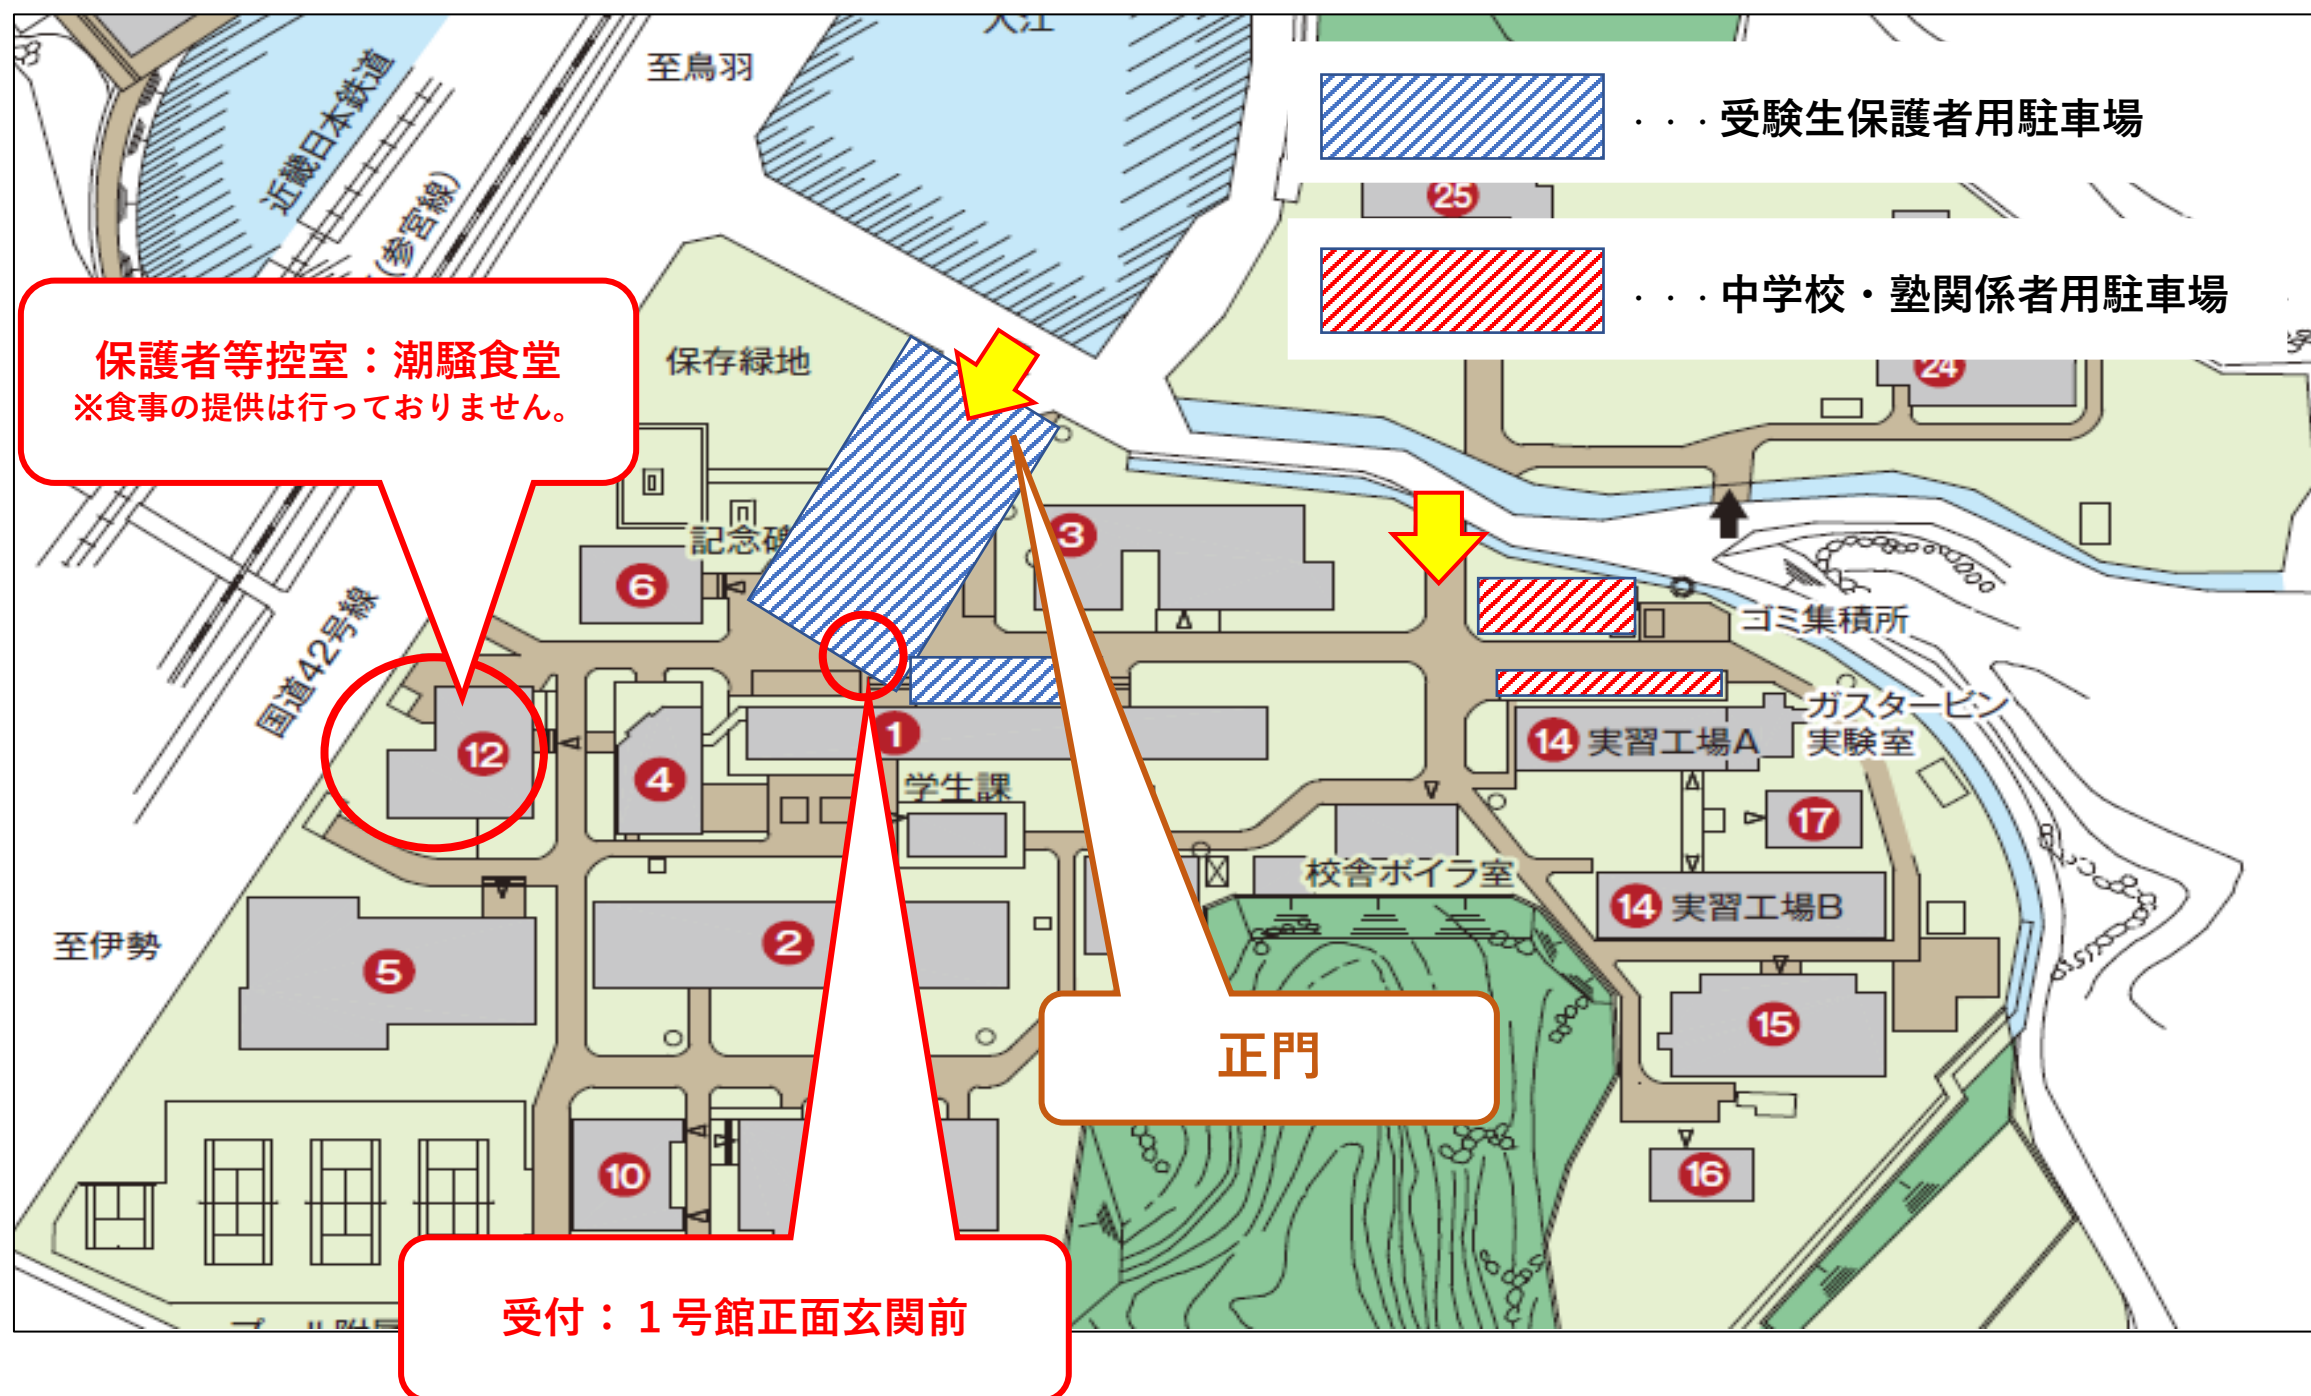 入江
至鳥羽
近畿日本鉄道
(参宮線)
・・・受験生保護者用駐車場
25
・・・中学校・塾関係者用駐車場
24
保護者等控室：潮騒食堂
※食事の提供は行っておりません。
保存緑地
記念碑
3
6
ゴミ集積所
国道42号線
12
4
1
14 実習工場A
ガスタービン
実験室
学生課
17
校舎ボイラ室
14 実習工場B
至伊勢
5
2
15
正門
10
16
受付：１号館正面玄関前